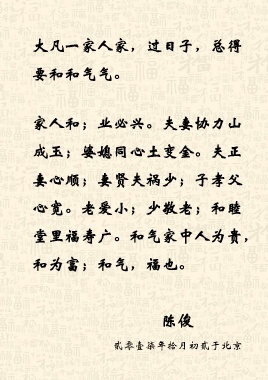 大凡一家人家，过日子，总得
要和和气气。
家人和；业必兴。夫妻协力山
成玉；婆媳同心土变金。夫正
妻心顺；妻贤夫祸少；子孝父
心宽。老爱小；少敬老；和睦
堂里福寿广。和气家中人为贵，
和为富；和气，福也。
陈俊
贰零壹柒年拾月初贰于北京